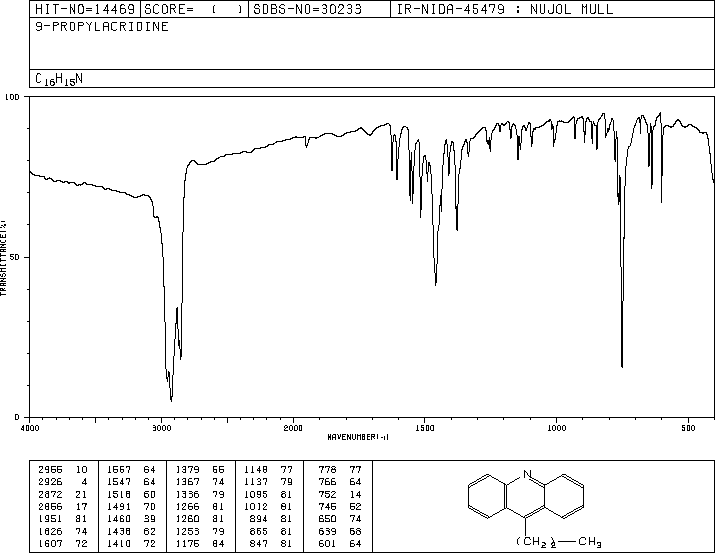 HIT-NO=14469 SCORE= ( ) SDBS-NO=30233 IR-NIDA-45479 : NUJOL MULL
9-PROPYLACRIDINE
C16H15N
100
TRANSMITTANCE(%)
50
0
4000 3000 2000 1500 1000 500
WAVENUMBER(-1)
2955 10 1567 64 1379 55 1148 77 778 77
2926 4 1547 64 1367 74 1137 79 766 64
2872 21 1518 60 1336 79 1095 81 752 14
2856 17 1491 70 1266 81 1012 81 746 52
1951 81 1460 39 1260 81 894 81 650 74
1626 74 1438 62 1253 79 865 81 639 68
1607 72 1410 72 1175 84 847 81 601 64
N
(CH2)2 CH3